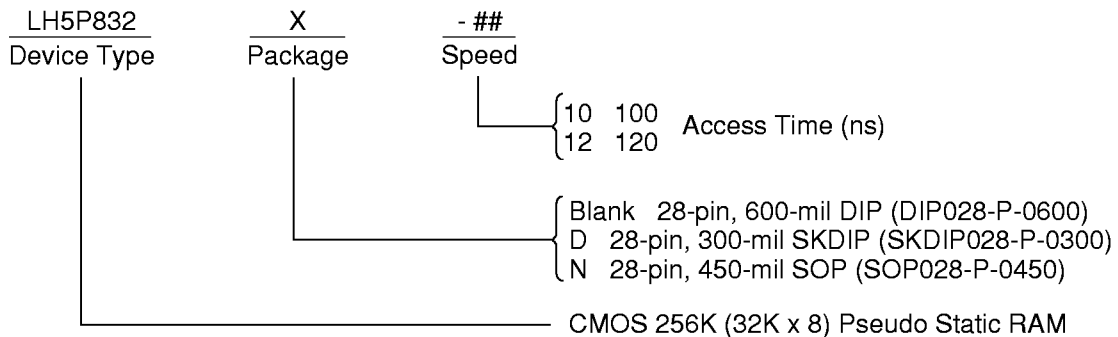 LH5P832 X - ##
Device Type Package Speed
10 100
12 120
Access Time (ns)
Blank 28-pin, 600-mil DIP (DIP028-P-0600)
D 28-pin, 300-mil SKDIP (SKDIP028-P-0300)
N 28-pin, 450-mil SOP (SOP028-P-0450)
CMOS 256K (32K x 8) Pseudo Static RAM